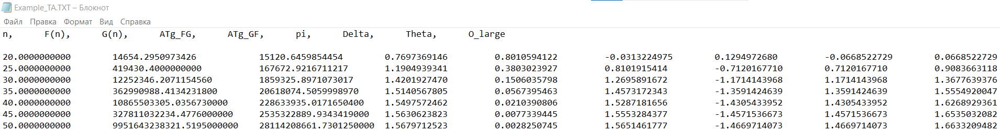 Example_TA.TXT – Блокнот
Файл Правка Формат Вид Справка
n, F(n), G(n), ATg_FG, ATg_GF, pi, Delta, Theta, O_large
20.0000000000 14654.2950973426 15120.6459854454 0.7697369146 0.8010594122 -0.0313224975 0.1294972680 -0.0668522729 0.0668522729
25.0000000000 419430.4000000000 167672.9216711217 1.1904939341 0.3803023927 0.8101915414 -0.7120167710 0.7120167710 0.9083663118
30.0000000000 12252346.2071154560 1859325.8971073017 1.4201927470 0.1506035798 1.2695891672 -1.1714143968 1.1714143968 1.3677639376
35.0000000000 362990988.4134231800 20618074.5059998970 1.5140567805 0.0567395463 1.4573172343 -1.3591424639 1.3591424639 1.5554920047
40.0000000000 10865503305.0356730000 228633935.0171650400 1.5497572462 0.0210390806 1.5287181656 -1.4305433952 1.4305433952 1.6268929361
45.0000000000 327811032234.4776000000 2535322889.9343419000 1.5630623823 0.0077339445 1.5553284377 -1.4571536673 1.4571536673 1.6535032082
50.0000000000 9951643238321.5195000000 28114208661.7301250000 1.5679712523 0.0028250745 1.5651461777 -1.4669714073 1.4669714073 1.6633209482